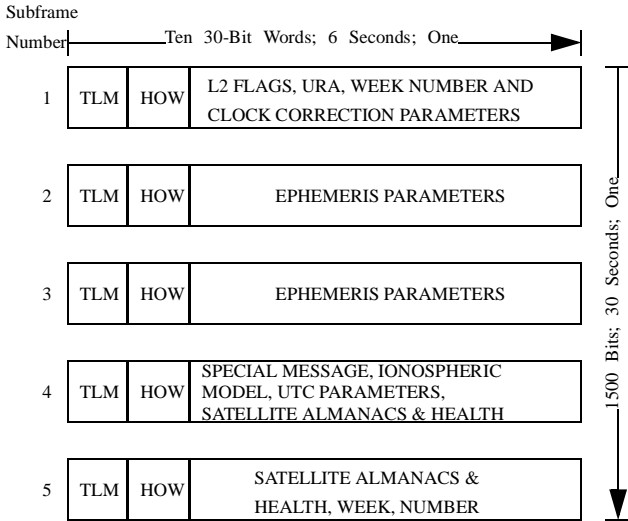 Subframe
Number
Ten 30-Bit Words; 6 Seconds; One
1 TLM HOW L2 FLAGS, URA, WEEK NUMBER AND
CLOCK CORRECTION PARAMETERS
2 TLM HOW EPHEMERIS PARAMETERS
3 TLM HOW EPHEMERIS PARAMETERS
4 TLM HOW SPECIAL MESSAGE, IONOSPHERIC
MODEL, UTC PARAMETERS,
SATELLITE ALMANACS & HEALTH
5 TLM HOW SATELLITE ALMANACS &
HEALTH, WEEK, NUMBER
1500 Bits; 30 Seconds; One